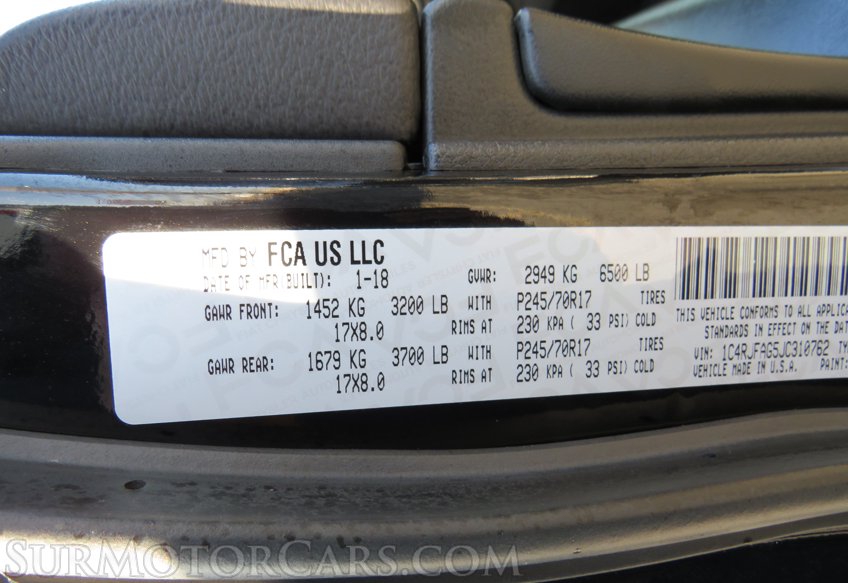 MFD BY FCA US LLC
DATE OF MFR(BUILT): 1-18 GVWR: 2949 KG 6500 LB
GAWR FRONT: 1452 KG 3200 LB WITH P245/70R17 TIRES
17X8.0 RIMS AT 230 KPA ( 33 PSI) COLD
GAWR REAR: 1679 KG 3700 LB WITH P245/70R17 TIRES
17X8.0 RIMS AT 230 KPA ( 33 PSI) COLD
THIS VEHICLE CONFORMS TO ALL APPLICA
STANDARDS IN EFFECT ON THE DATE
VIN: 1C4RJFAG5JC310762 TY
VEHICLE MADE IN U.S.A. PAINT:
SURMOTORCARS.COM